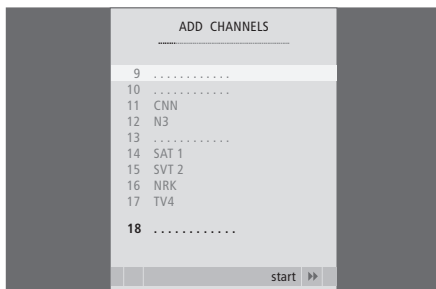 ADD CHANNELS
9 . . . . . . . . . . . .
10 . . . . . . . . . . . .
11 CNN
12 N3
13 . . . . . . . . . . . .
14 SAT 1
15 SVT 2
16 NRK
17 TV4
18 . . . . . . . . . . . .
start